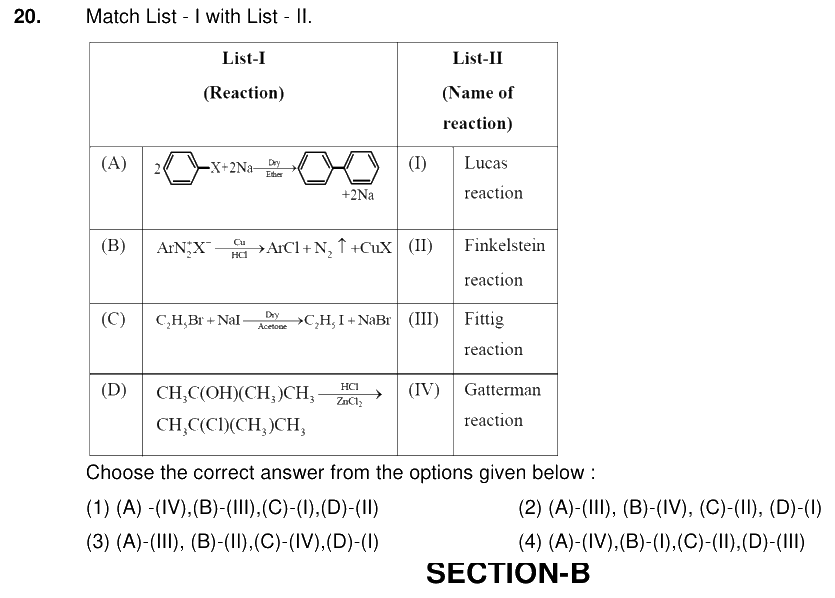 20. Match List - I with List - II.
List-I List-II
(Reaction) (Name of
reaction)
(A) 2 –X+2Na Dry Ether → (I) Lucas
+2Na reaction
(B) ArN₂⁺X⁻ Cu HCl → ArCl + N₂ ↑ +CuX (II) Finkelstein
reaction
(C) C₂H₅Br + NaI Dry Acetone → C₂H₅ I + NaBr (III) Fittig
reaction
(D) CH₃C(OH)(CH₃)CH₃ HCl ZnCl₂ → (IV) Gatterman
CH₃C(Cl)(CH₃)CH₃ reaction
Choose the correct answer from the options given below :
(1) (A) -(IV),(B)-(III),(C)-(I),(D)-(II) (2) (A)-(III), (B)-(IV), (C)-(II), (D)-(I)
(3) (A)-(III), (B)-(II),(C)-(IV),(D)-(I) (4) (A)-(IV),(B)-(I),(C)-(II),(D)-(III)
SECTION-B